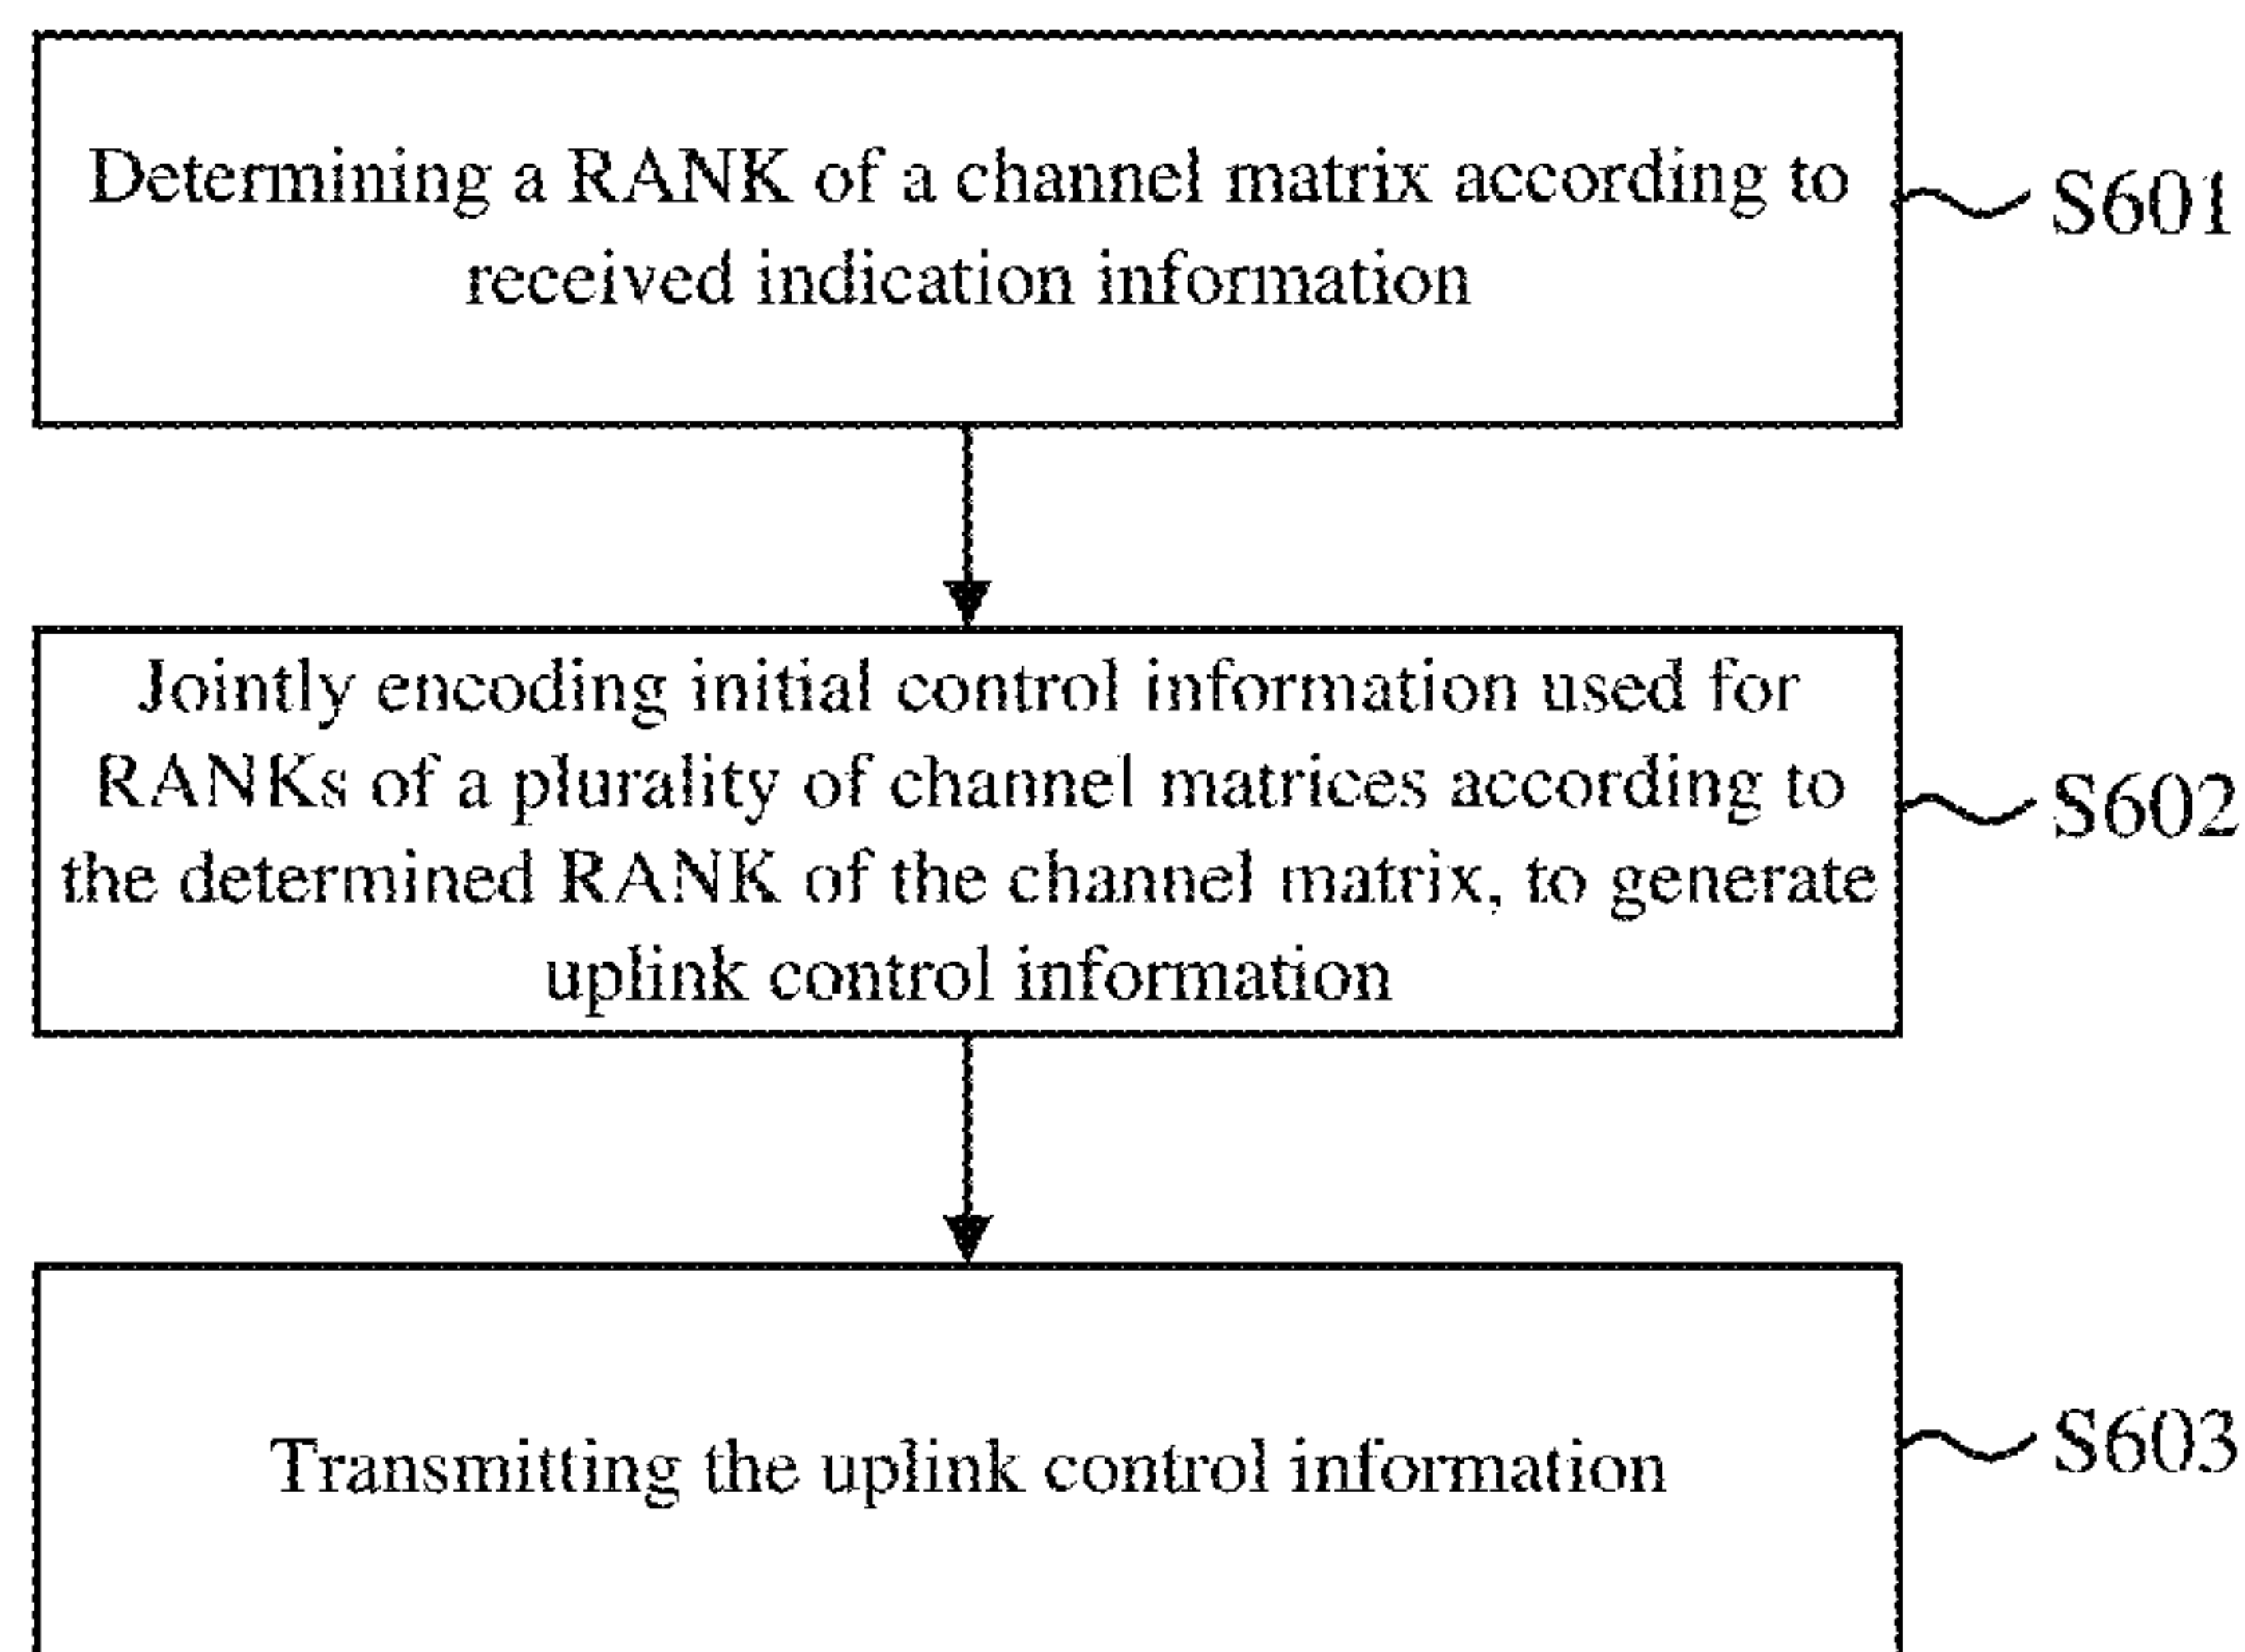 Determining a RANK of a channel matrix according to
received indication information
S601
Jointly encoding initial control information used for
RANKs of a plurality of channel matrices according to
the determined RANK of the channel matrix, to generate
uplink control information
S602
Transmitting the uplink control information
S603